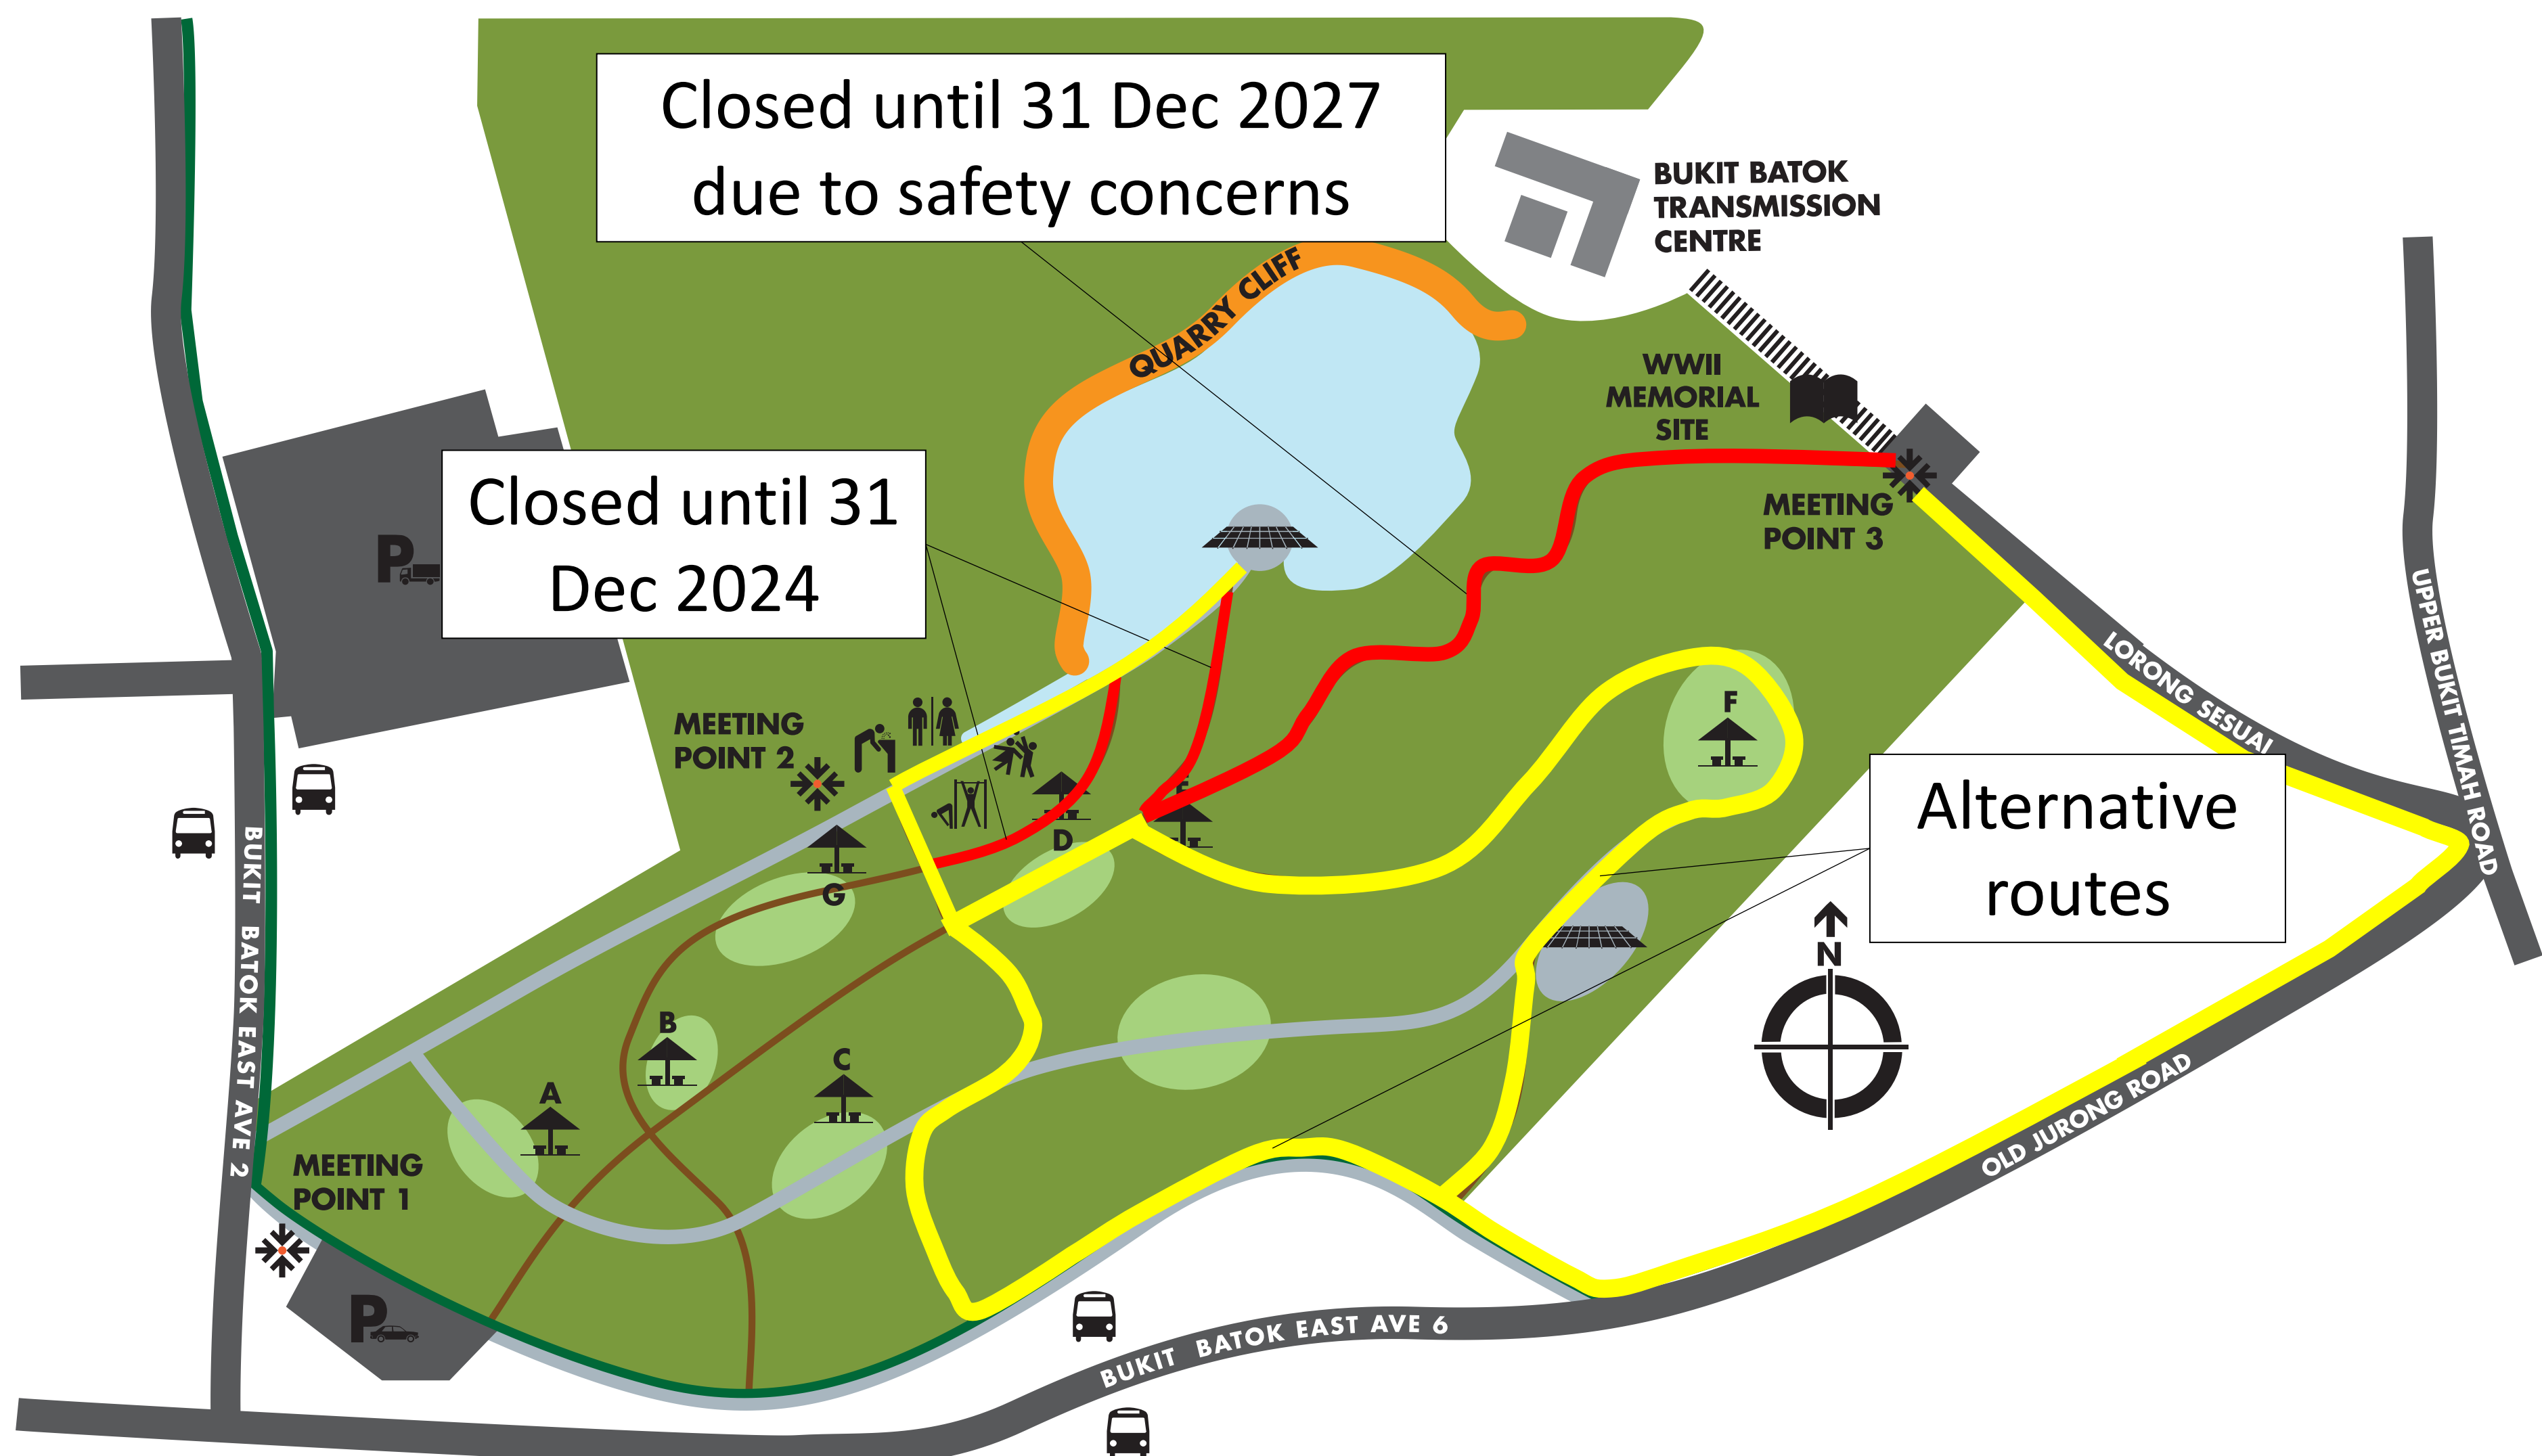 Closed until 31 Dec 2027
due to safety concerns
BUKIT BATOK
TRANSMISSION
CENTRE
QUARRY CLIFF
WWII
MEMORIAL
SITE
Closed until 31
Dec 2024
P
MEETING
POINT 3
UPPER BUKIT TIMAH ROAD
LORONG SESUAI
MEETING
POINT 2
F
E
D
G
Alternative
routes
N
BUKIT BATOK EAST AVE 2
B
C
A
MEETING
POINT 1
P
OLD JURONG ROAD
BUKIT BATOK EAST AVE 6